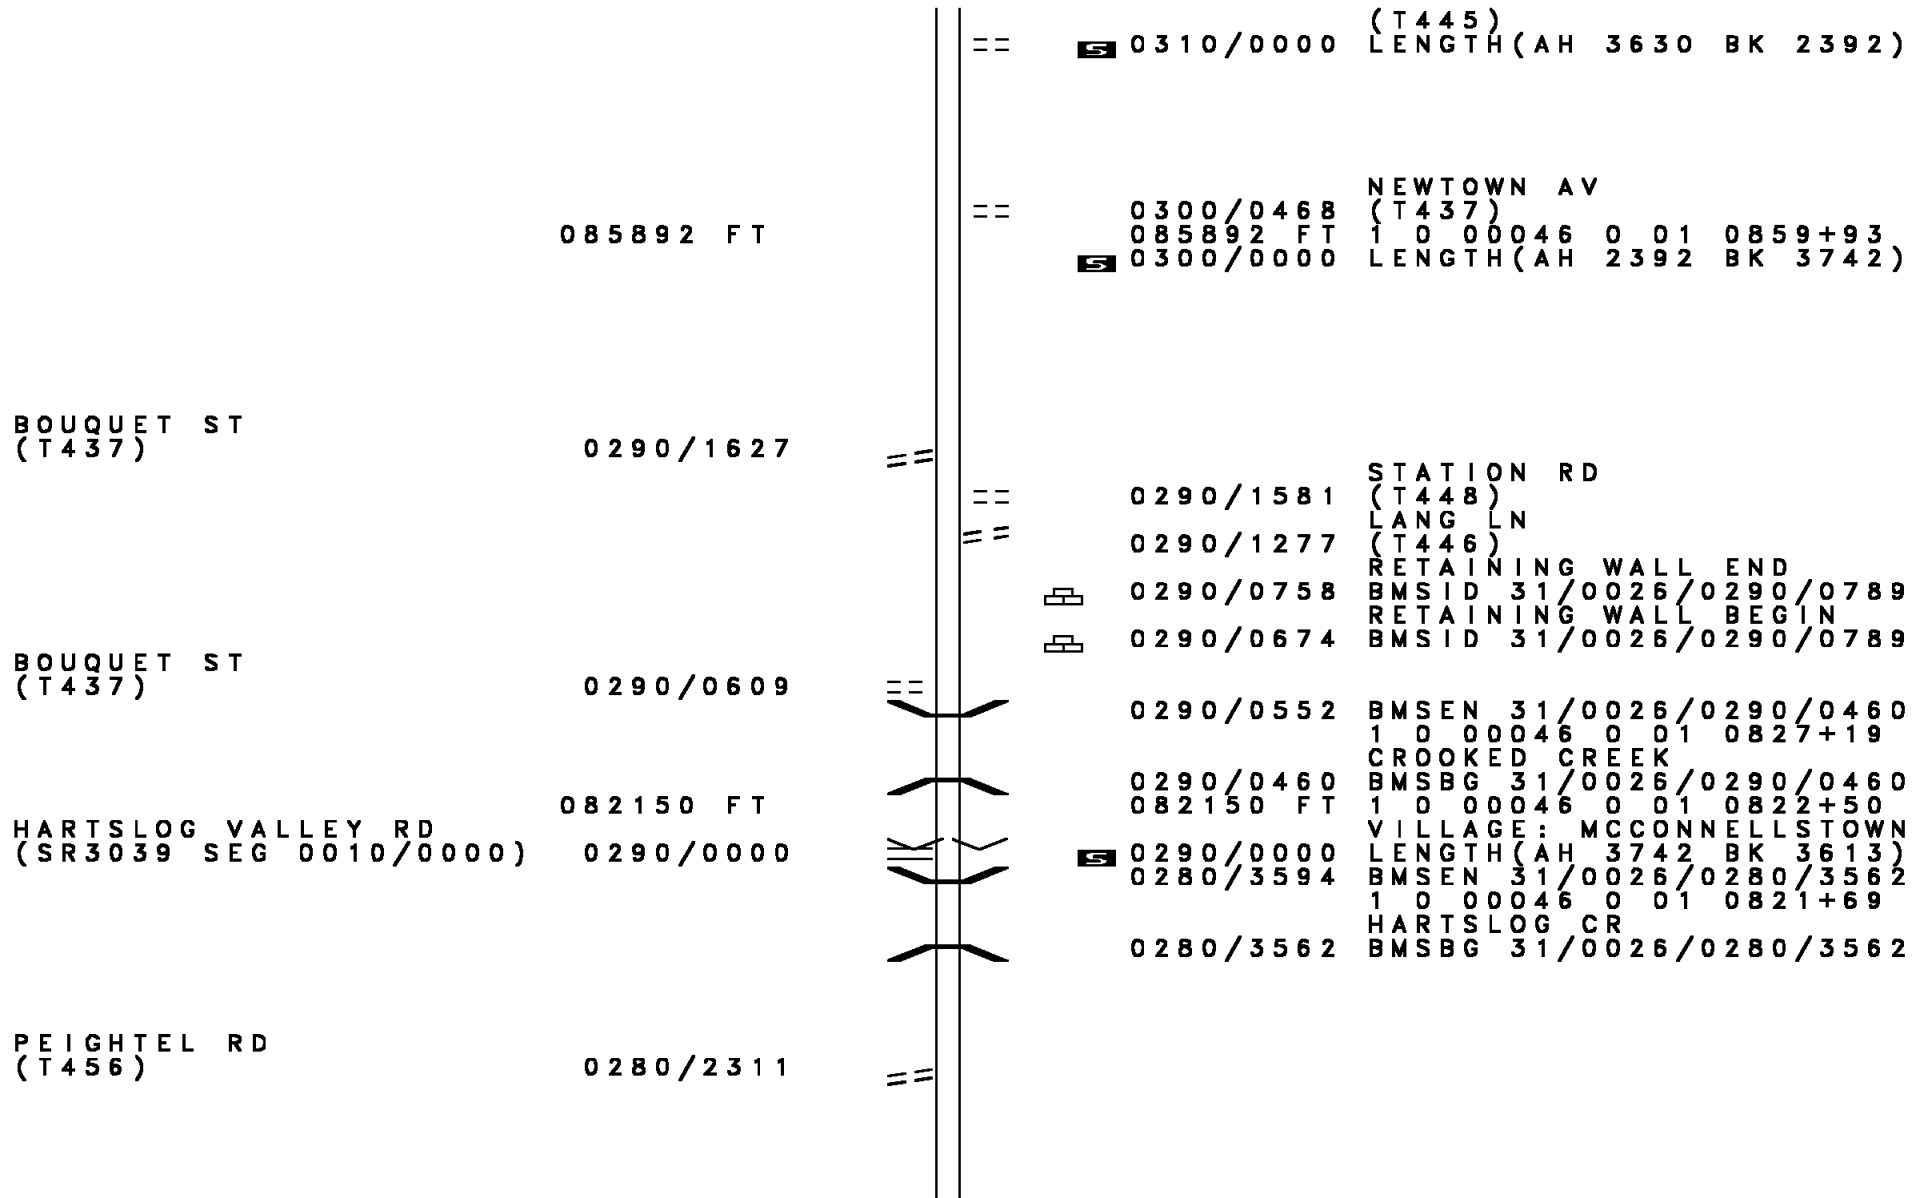 (T445)
S 0310/0000 LENGTH(AH 3630 BK 2392)
NEWTOWN AV
0300/0468 (T437)
085892 FT 085892 FT 1 0 00046 0 01 0859+93
S 0300/0000 LENGTH(AH 2392 BK 3742)
BOUQUET ST
(T437) 0290/1627
STATION RD
0290/1581 (T448)
LANG LN
0290/1277 (T446)
RETAINING WALL END
0290/0758 BMSID 31/0026/0290/0789
RETAINING WALL BEGIN
0290/0674 BMSID 31/0026/0290/0789
BOUQUET ST
(T437) 0290/0609
0290/0552 BMSEN 31/0026/0290/0460
1 0 00046 0 01 0827+19
CROOKED CREEK
0290/0460 BMSBG 31/0026/0290/0460
082150 FT 082150 FT 1 0 00046 0 01 0822+50
HARTSLOG VALLEY RD VILLAGE: MCCONNELLSTOWN
(SR3039 SEG 0010/0000) 0290/0000 S 0290/0000 LENGTH(AH 3742 BK 3613)
0280/3594 BMSEN 31/0026/0280/3562
1 0 00046 0 01 0821+69
HARTSLOG CR
0280/3562 BMSBG 31/0026/0280/3562
PEIGHTEL RD
(T456) 0280/2311